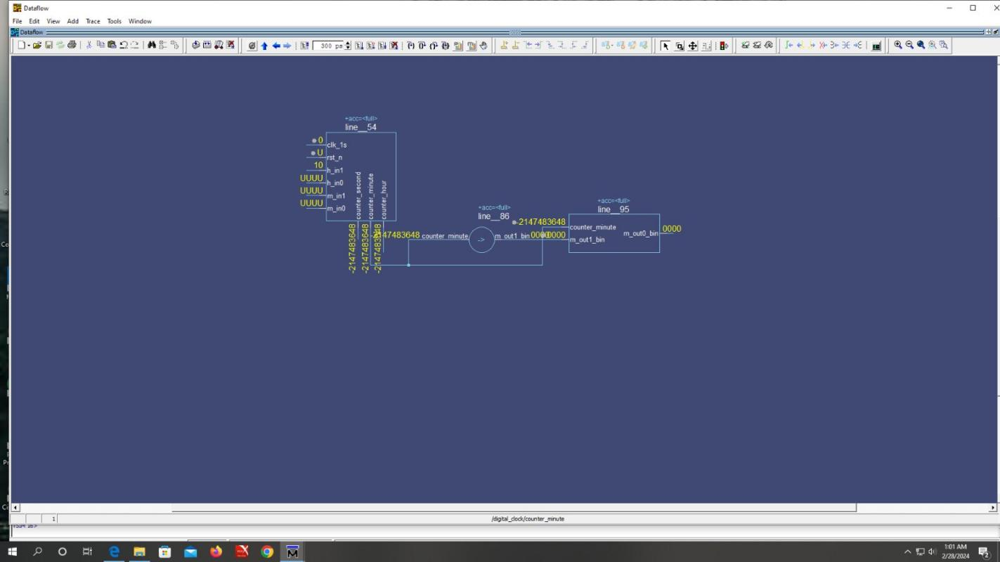 Dataflow
File Edit View Add Trace Tools Window
Dataflow
300 ps
+acc=<full>
line__54
0
clk_1s
U
rst_n
10
h_in1
UUUU
h_in0
UUUU
m_in1
UUUU
m_in0
counter_second
counter_minute
counter_hour
-2147483648
-2147483648
-2147483648
+acc=<full>
line__86
-2147483648 counter_minute
->
m_out1_bin 0000
+acc=<full>
line__95
-2147483648
counter_minute
0000
m_out1_bin
m_out0_bin
0000
1
/digital_clock/counter_minute
1:01 AM
2/28/2024
2